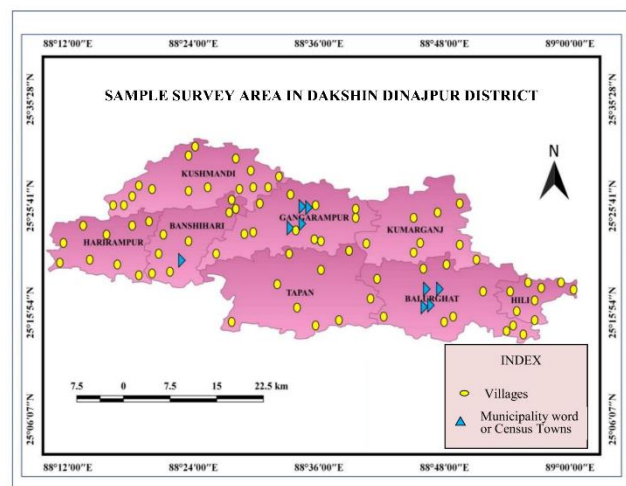 88°12'00"E 88°24'00"E 88°36'00"E 88°48'00"E 89°00'00"E
SAMPLE SURVEY AREA IN DAKSHIN DINAJPUR DISTRICT
25°35'28"N 25°35'28"N
N
KUSHMANDI
25°25'41"N 25°25'41"N
GANGARAMPUR
BANSHIHARI KUMARGANJ
HARIRAMPUR
TAPAN BALURGHAT HILI
25°15'54"N 25°15'54"N
INDEX
Villages
Municipality word
or Census Towns
7.5 0 7.5 15 22.5 km
25°06'07"N 25°06'07"N
88°12'00"E 88°24'00"E 88°36'00"E 88°48'00"E 89°00'00"E